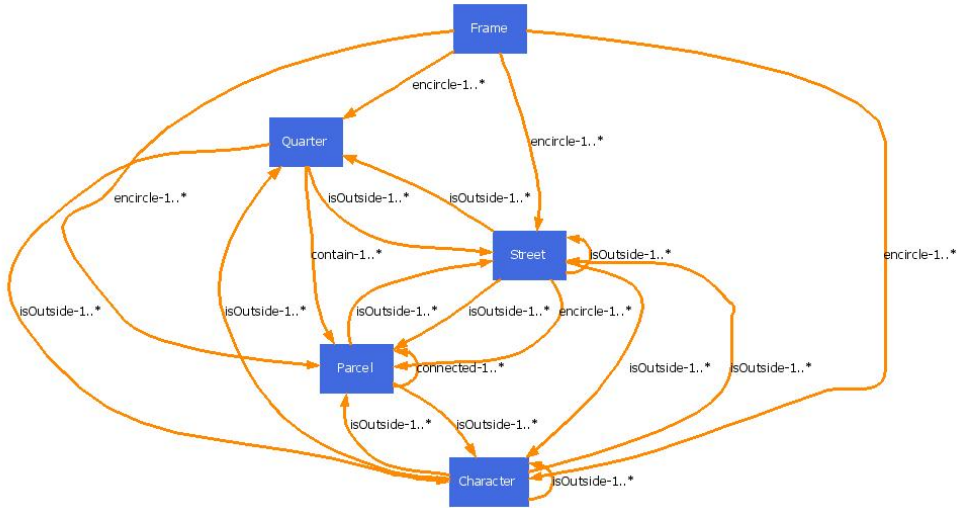 Frame
encircle-1..*
Quarter
encircle-1..*
encircle-1..* isOutside-1..* isOutside-1..*
contain-1..* Street isOutside-1..* encircle-1..*
isOutside-1..* isOutside-1..* isOutside-1..* isOutside-1..* encircle-1..*
Parcel connected-1..* isOutside-1..* isOutside-1..*
isOutside-1..* isOutside-1..*
Character isOutside-1..*